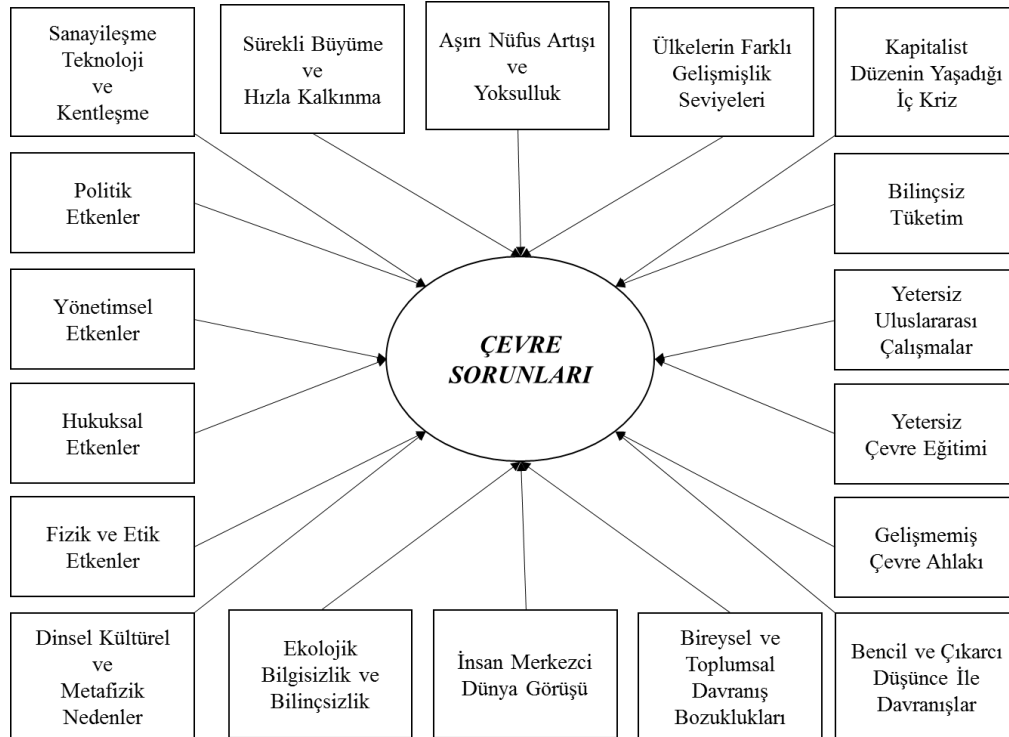 Sanayileşme
Teknoloji
ve
Kentleşme
Sürekli Büyüme
ve
Hızla Kalkınma
Aşırı Nüfus Artışı
ve
Yoksulluk
Ülkelerin Farklı
Gelişmişlik
Seviyeleri
Kapitalist
Düzenin Yaşadığı
İç Kriz
Politik
Etkenler
Bilinçsiz
Tüketim
Yönetimsel
Etkenler
ÇEVRE
SORUNLARI
Yetersiz
Uluslararası
Çalışmalar
Hukuksal
Etkenler
Yetersiz
Çevre Eğitimi
Fizik ve Etik
Etkenler
Gelişmemiş
Çevre Ahlakı
Dinsel Kültürel
ve
Metafizik
Nedenler
Ekolojik
Bilgisizlik ve
Bilinçsizlik
İnsan Merkezci
Dünya Görüşü
Bireysel ve
Toplumsal
Davranış
Bozuklukları
Bencil ve Çıkarcı
Düşünce İle
Davranışlar